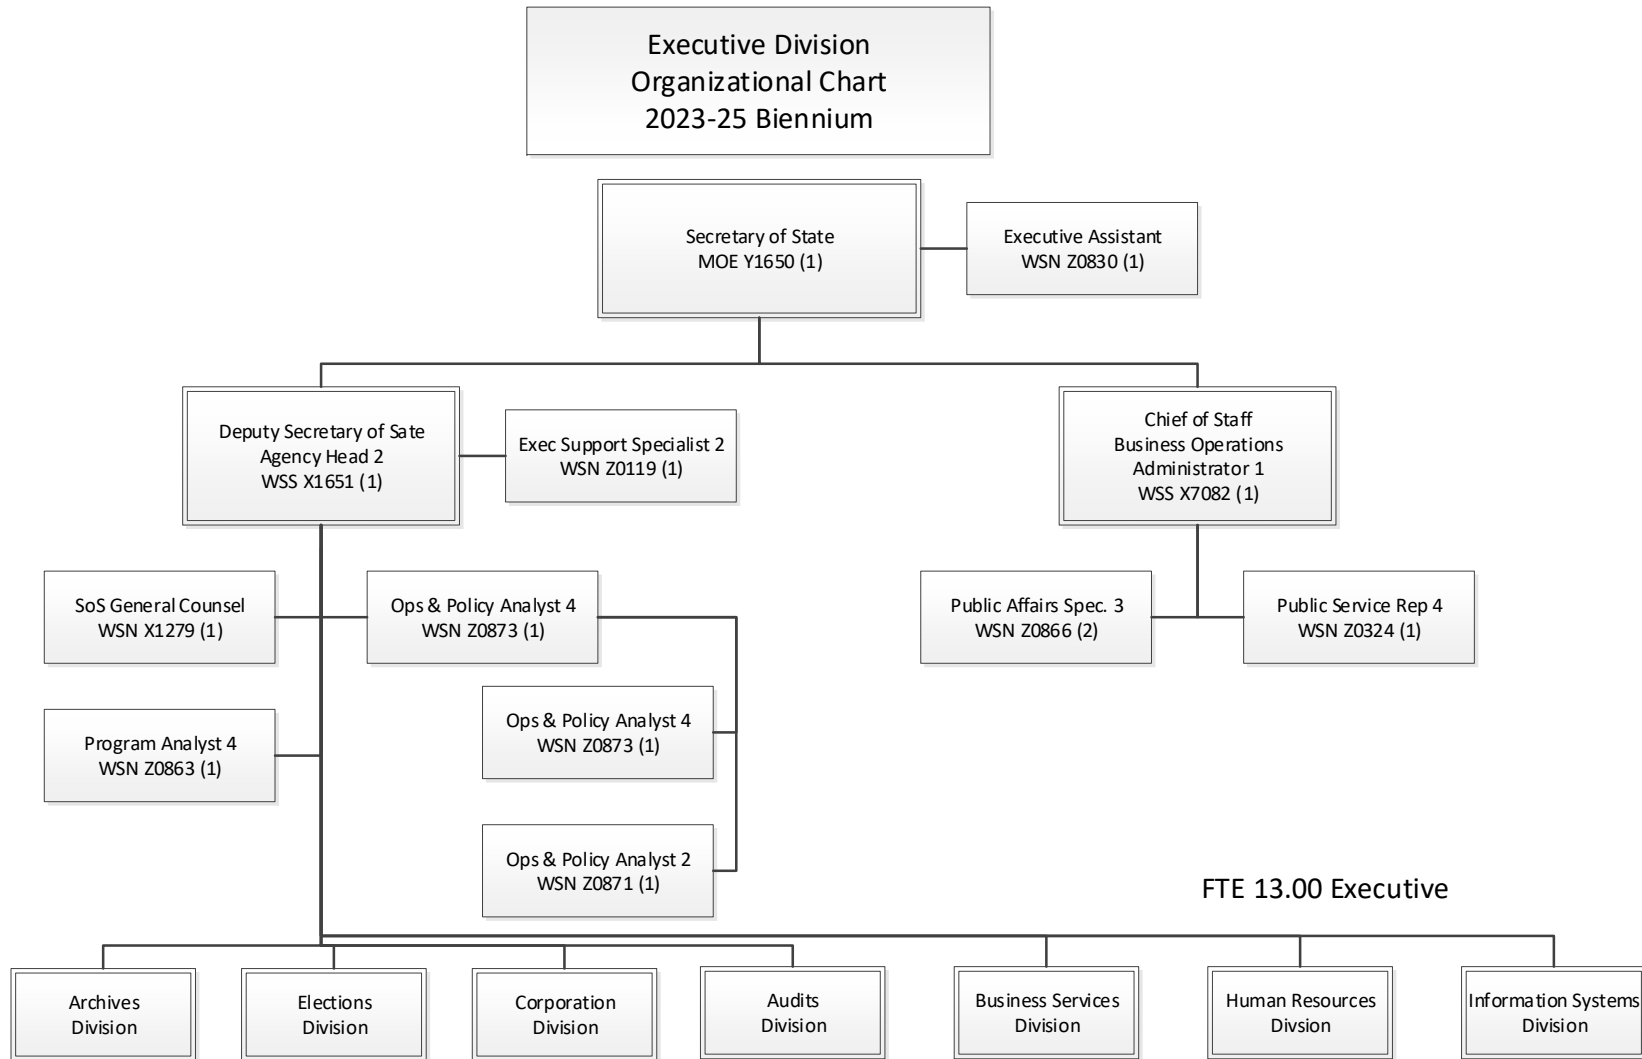 Executive Division
Organizational Chart
2023-25 Biennium
Secretary of State
MOE Y1650 (1)
Executive Assistant
WSN Z0830 (1)
Deputy Secretary of Sate
Agency Head 2
WSS X1651 (1)
Exec Support Specialist 2
WSN Z0119 (1)
Chief of Staff
Business Operations
Administrator 1
WSS X7082 (1)
SoS General Counsel
WSN X1279 (1)
Ops & Policy Analyst 4
WSN Z0873 (1)
Public Affairs Spec. 3
WSN Z0866 (2)
Public Service Rep 4
WSN Z0324 (1)
Program Analyst 4
WSN Z0863 (1)
Ops & Policy Analyst 4
WSN Z0873 (1)
Ops & Policy Analyst 2
WSN Z0871 (1)
FTE 13.00 Executive
Archives
Division
Elections
Division
Corporation
Division
Audits
Division
Business Services
Division
Human Resources
Divsion
Information Systems
Division